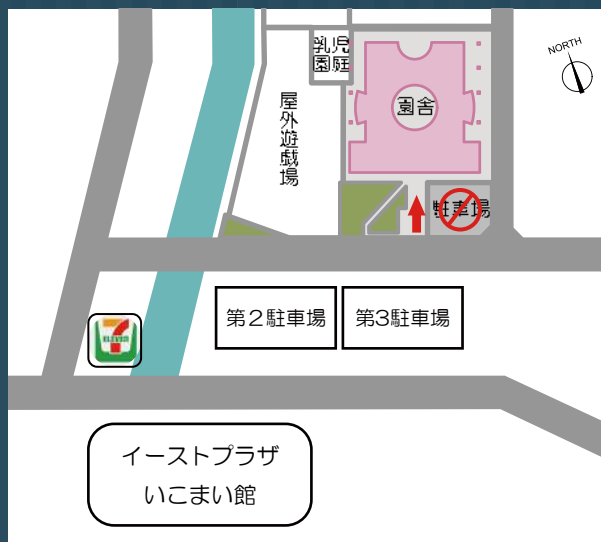 乳児
園庭
NORTH
屋外遊戯場
園舎
駐車場
第2駐車場
第3駐車場
7
ELEVEN
イーストプラザ
いこまい館